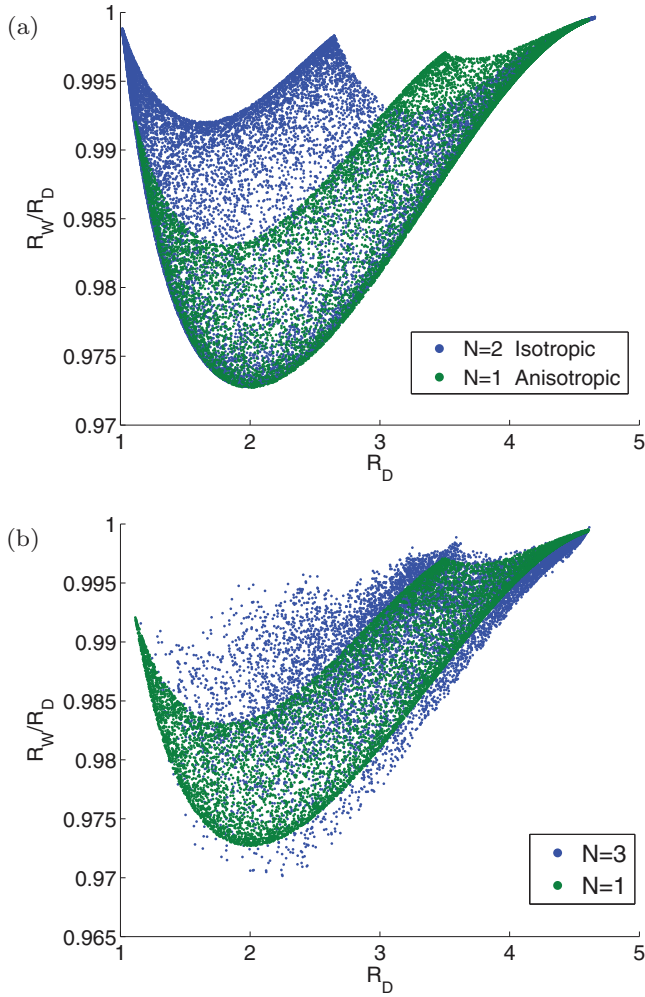 (a)
1
0.995
0.99
0.985
0.98
0.975
0.97
R_W/R_D
1 2 3 4 5
R_D
N=2 Isotropic
N=1 Anisotropic
(b)
1
0.995
0.99
0.985
0.98
0.975
0.97
0.965
R_W/R_D
1 2 3 4 5
R_D
N=3
N=1